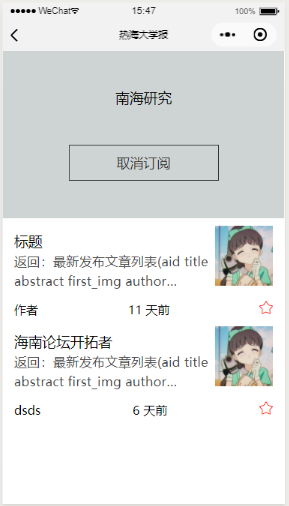 WeChat 15:47 100%
热海大学报
南海研究
取消订阅
标题
返回：最新发布文章列表(aid title
abstract first_img author...
作者 11 天前
海南论坛开拓者
返回：最新发布文章列表(aid title
abstract first_img author...
dsds 6 天前